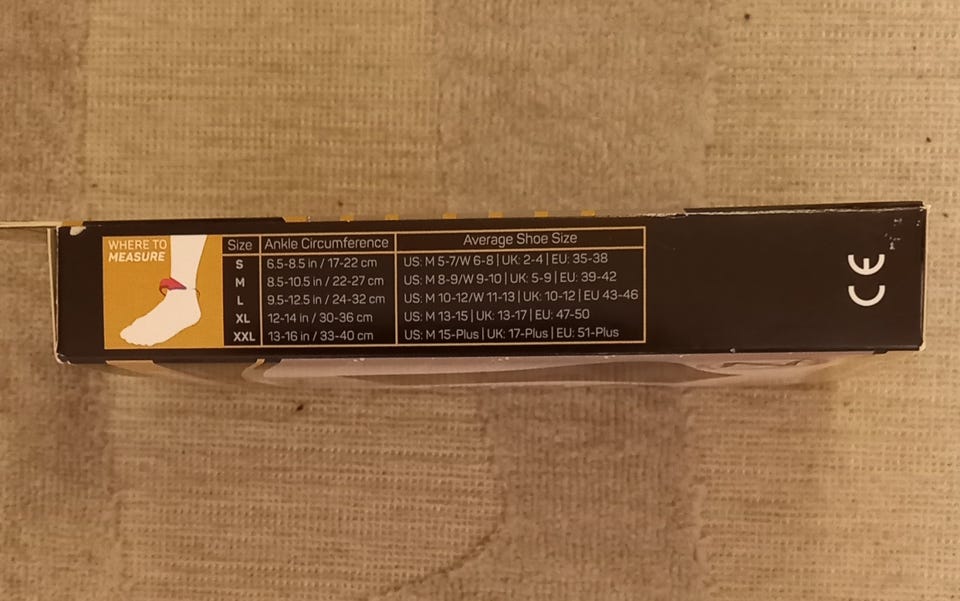 WHERE TO
MEASURE
Size Ankle Circumference Average Shoe Size
S 6.5-8.5 in / 17-22 cm US: M 5-7/W 6-8 | UK: 2-4 | EU: 35-38
M 8.5-10.5 in / 22-27 cm US: M 8-9/W 9-10 | UK: 5-9 | EU: 39-42
L 9.5-12.5 in / 24-32 cm US: M 10-12/W 11-13 | UK: 10-12 | EU 43-46
XL 12-14 in / 30-36 cm US: M 13-15 | UK: 13-17 | EU: 47-50
XXL 13-16 in / 33-40 cm US: M 15-Plus | UK: 17-Plus | EU: 51-Plus
CE